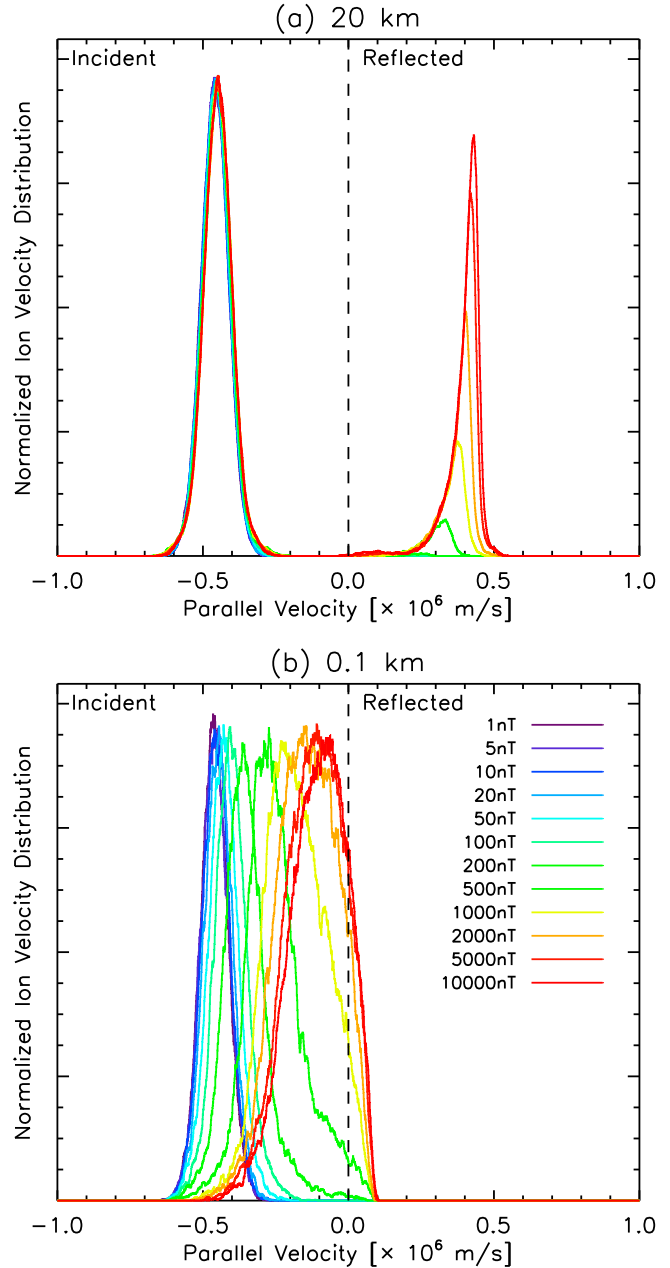 (a) 20 km
Incident
Reflected
Normalized Ion Velocity Distribution
−1.0 −0.5 0.0 0.5 1.0
Parallel Velocity [× 10⁶ m/s]
(b) 0.1 km
Incident
Reflected
1nT
5nT
10nT
20nT
50nT
100nT
200nT
500nT
1000nT
2000nT
5000nT
10000nT
Normalized Ion Velocity Distribution
−1.0 −0.5 0.0 0.5 1.0
Parallel Velocity [× 10⁶ m/s]